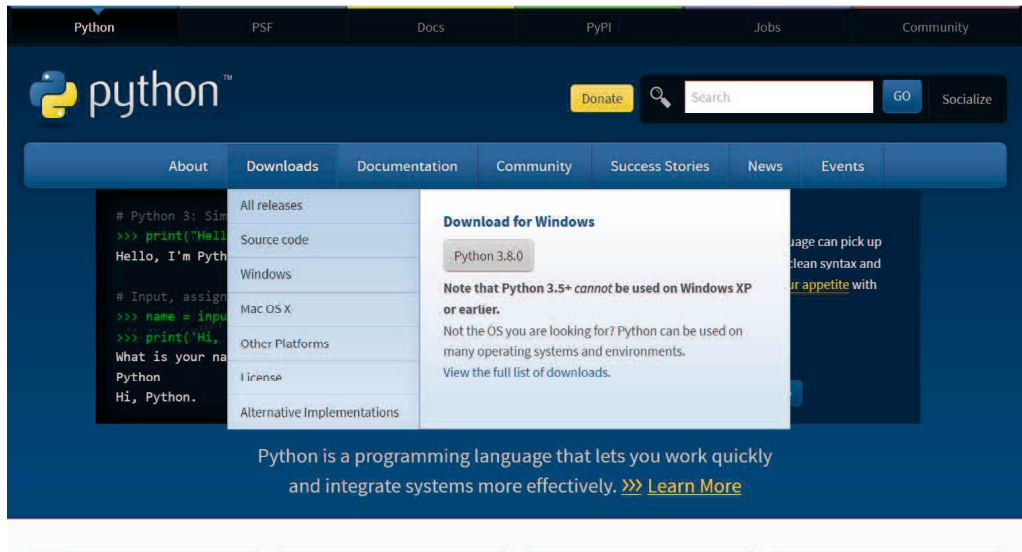 Python PSF Docs PyPI Jobs Community
python™
Donate Search GO Socialize
About Downloads Documentation Community Success Stories News Events
# Python 3: Sim
>>> print("Hell
Hello, I'm Pyth
# Input, assign
>>> name = inpu
>>> print('Hi,
What is your na
Python
Hi, Python.
All releases
Source code
Windows
Mac OS X
Other Platforms
License
Alternative Implementations
Download for Windows
Python 3.8.0
Note that Python 3.5+ cannot be used on Windows XP
or earlier.
Not the OS you are looking for? Python can be used on
many operating systems and environments.
View the full list of downloads.
uage can pick up
clean syntax and
ur appetite with
Python is a programming language that lets you work quickly
and integrate systems more effectively. >>> Learn More